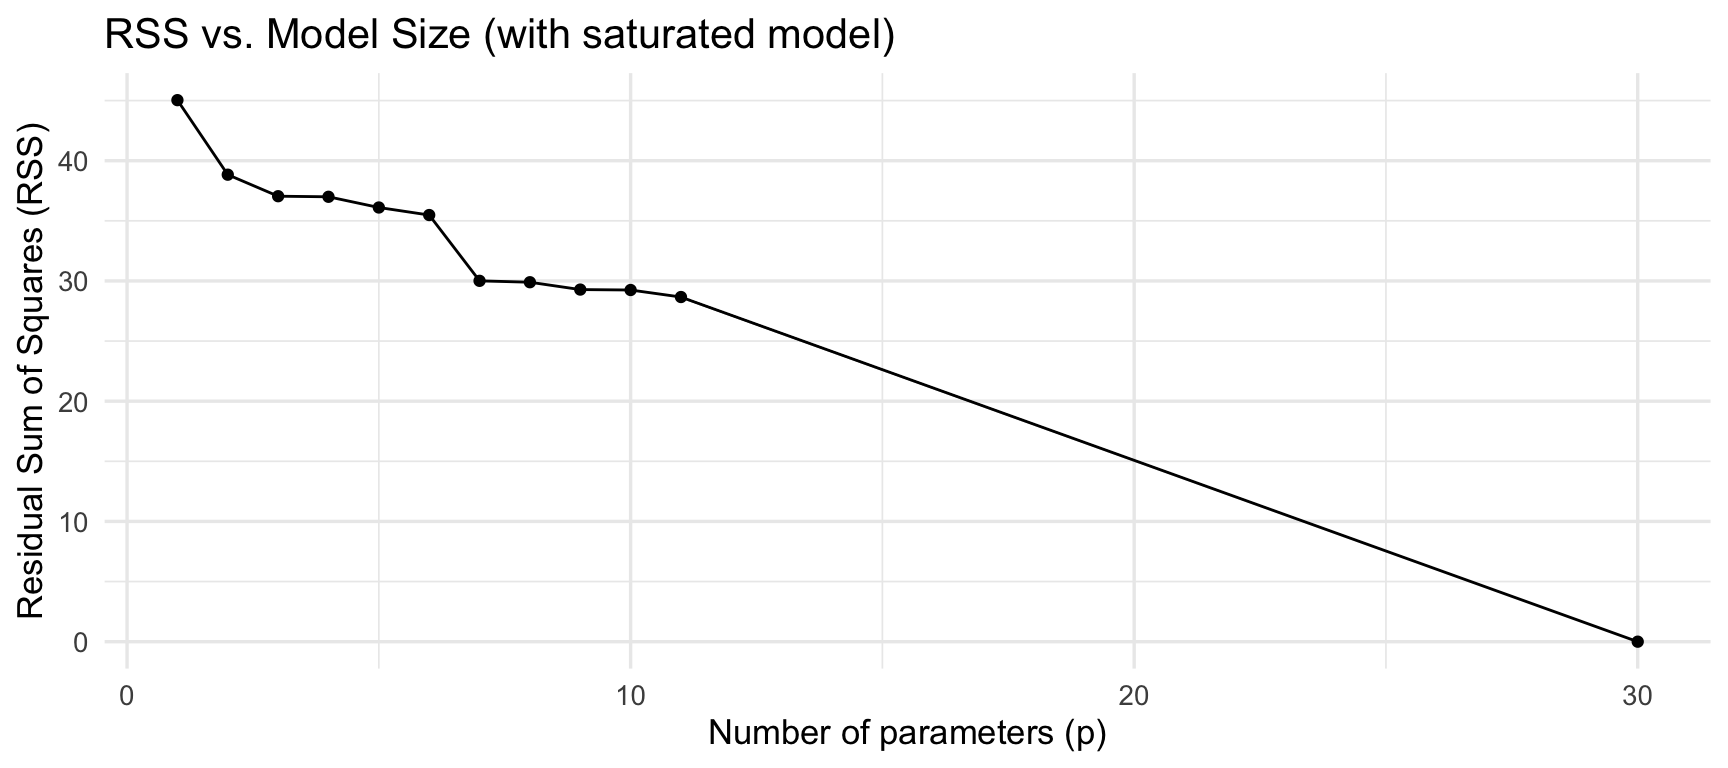 RSS vs. Model Size (with saturated model)
Residual Sum of Squares (RSS)
40
30
20
10
0
0 10 20 30
Number of parameters (p)